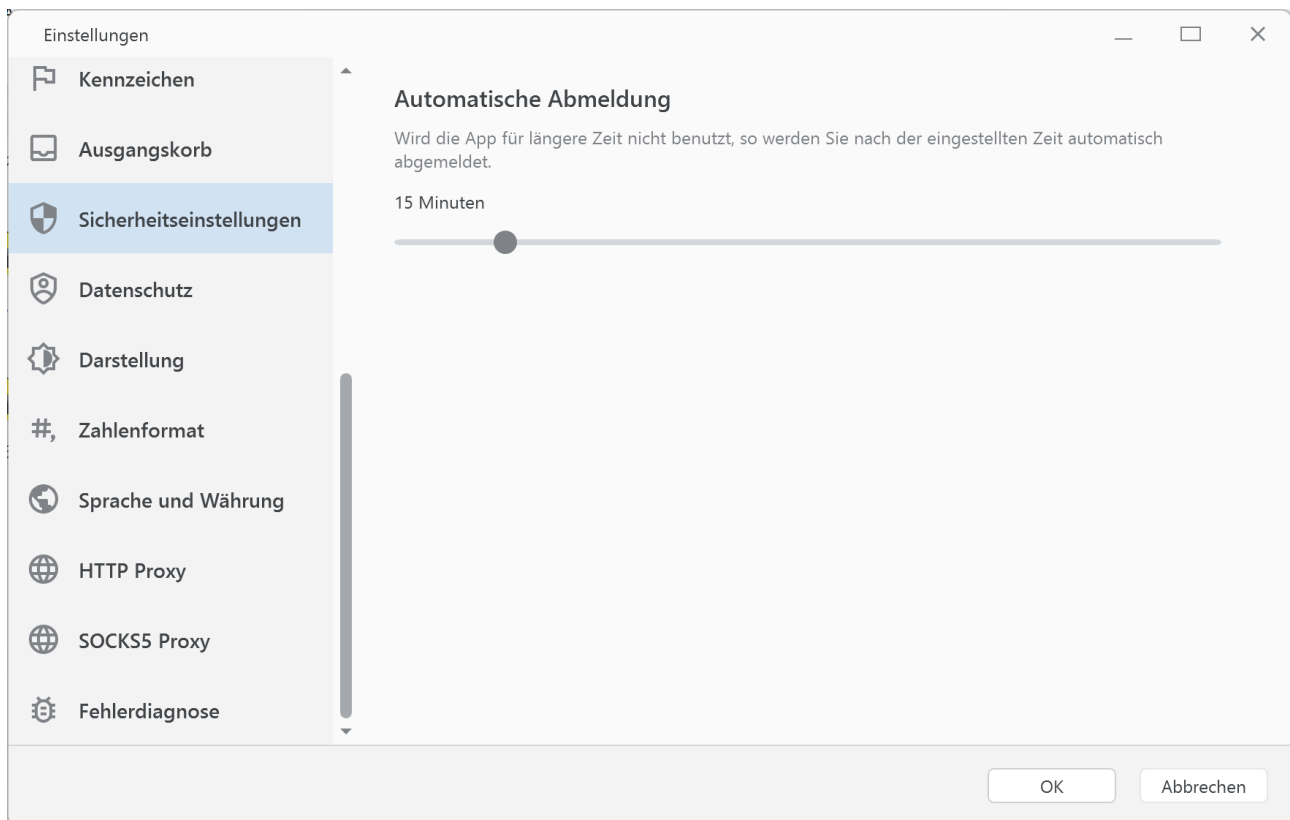 Einstellungen
Kennzeichen
Ausgangskorb
Sicherheitseinstellungen
Datenschutz
Darstellung
Zahlenformat
Sprache und Währung
HTTP Proxy
SOCKS5 Proxy
Fehlerdiagnose
Automatische Abmeldung
Wird die App für längere Zeit nicht benutzt, so werden Sie nach der eingestellten Zeit automatisch
abgemeldet.
15 Minuten
OK
Abbrechen